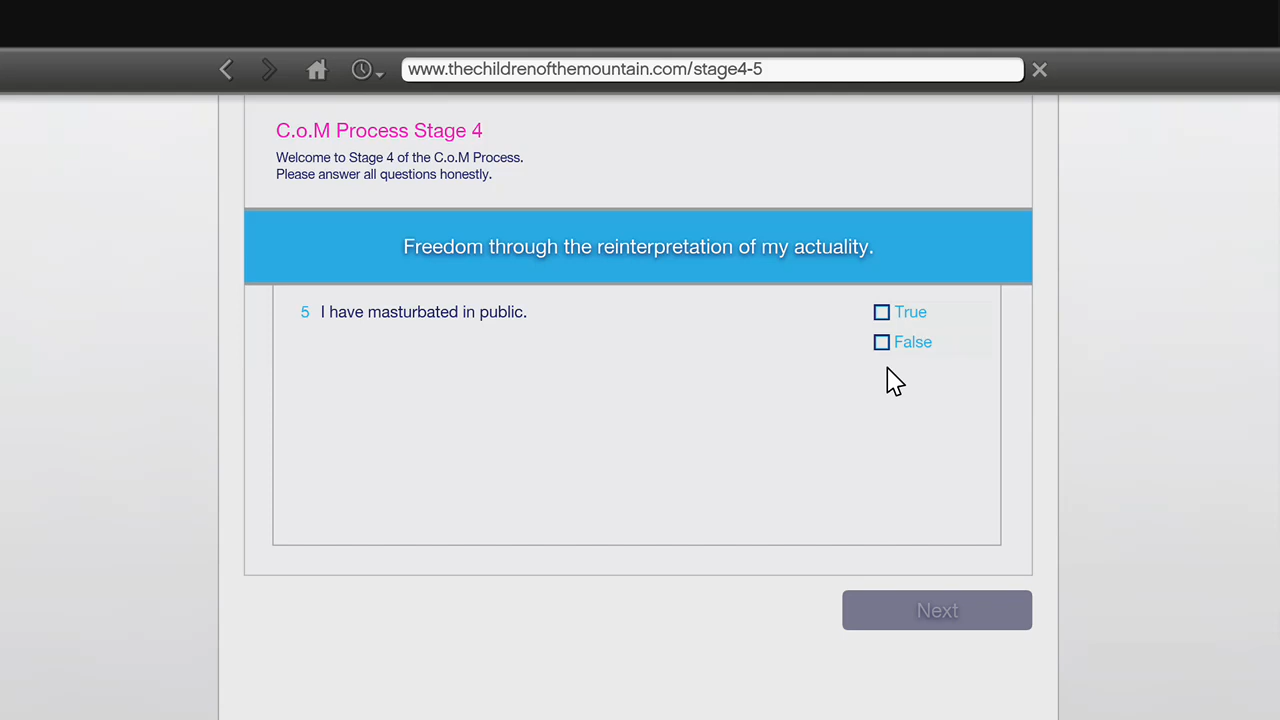 www.thechildrenofthemountain.com/stage4-5
C.o.M Process Stage 4
Welcome to Stage 4 of the C.o.M Process.
Please answer all questions honestly.
Freedom through the reinterpretation of my actuality.
5 I have masturbated in public.
True
False
Next